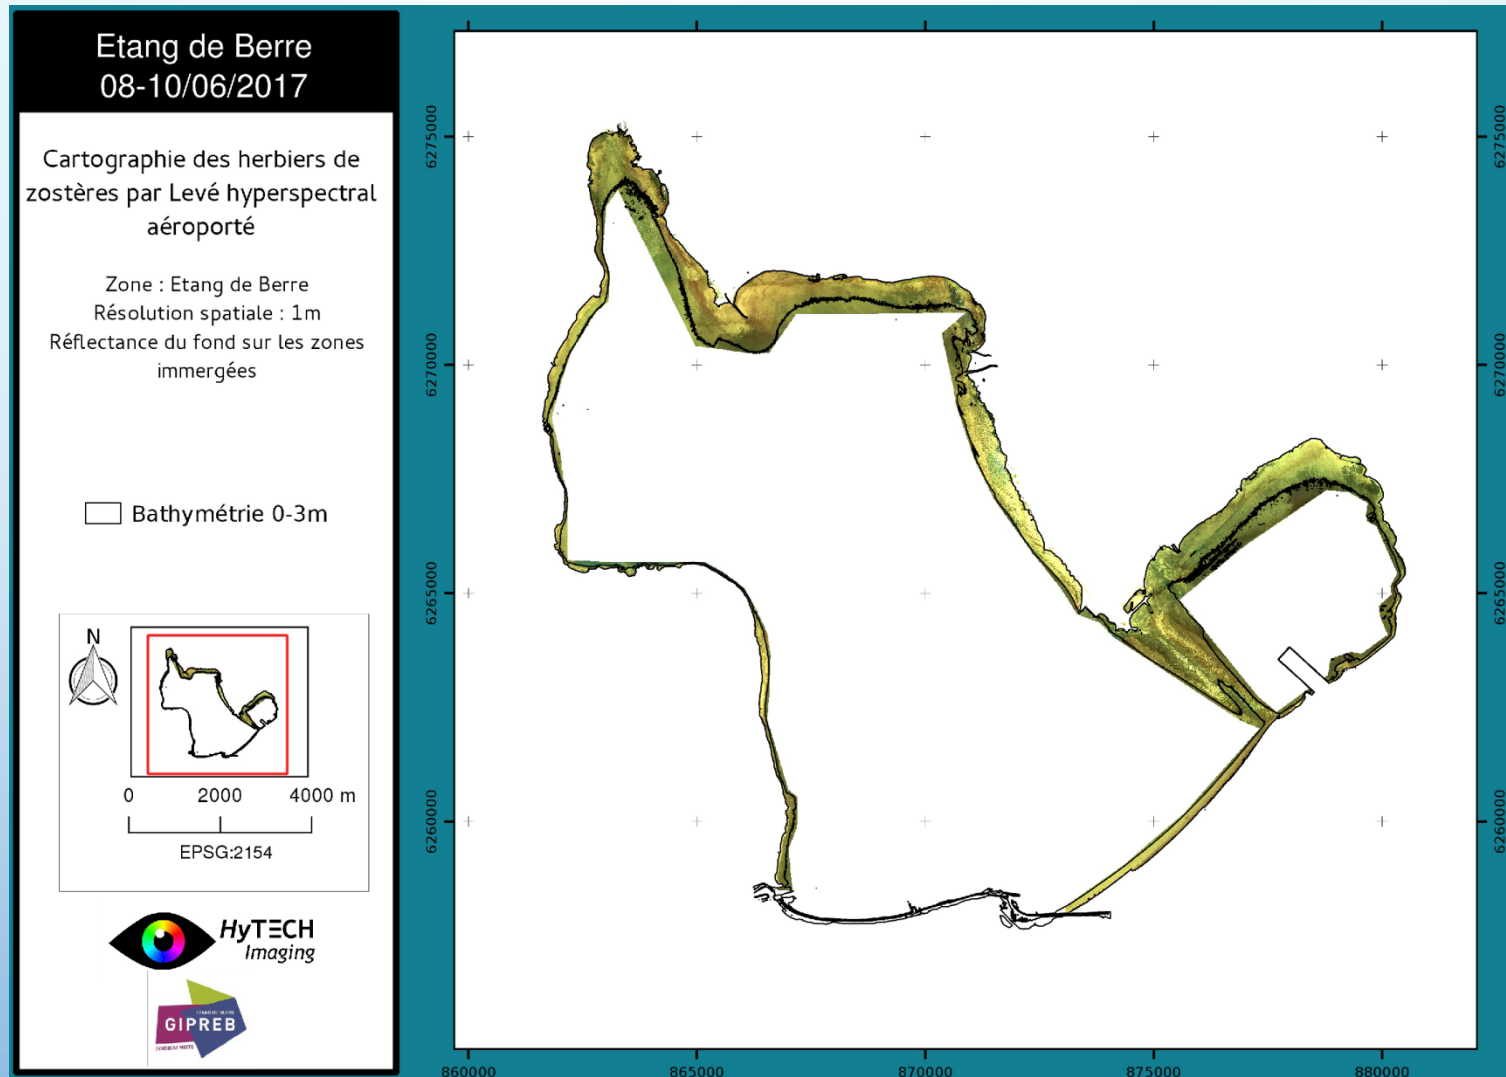 Etang de Berre
08-10/06/2017
Cartographie des herbiers de
zostères par Levé hyperspectral
aéroporté
Zone : Etang de Berre
Résolution spatiale : 1m
Réflectance du fond sur les zones
immergées
Bathymétrie 0-3m
N
0 2000 4000 m
EPSG:2154
HyTECH
Imaging
GIPREB
6275000
6270000
6265000
6260000
6275000
6270000
6265000
6260000
860000 865000 870000 875000 880000